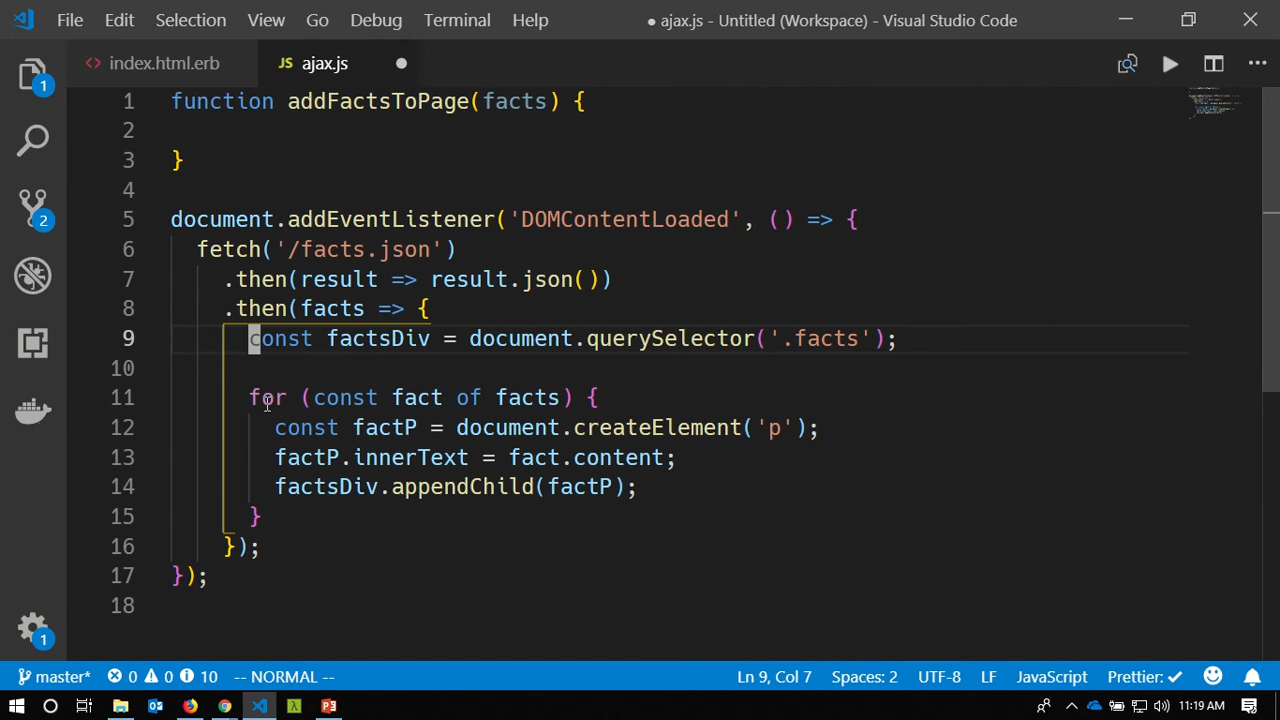 File Edit Selection View Go Debug Terminal Help ● ajax.js - Untitled (Workspace) - Visual Studio Code
<> index.html.erb JS ajax.js ●
1 function addFactsToPage(facts) {
2
3 }
4
5 document.addEventListener('DOMContentLoaded', () => {
6 fetch('/facts.json')
7 .then(result => result.json())
8 .then(facts => {
9 const factsDiv = document.querySelector('.facts');
10
11 for (const fact of facts) {
12 const factP = document.createElement('p');
13 factP.innerText = fact.content;
14 factsDiv.appendChild(factP);
15 }
16 });
17 });
18
1
2
1
master* 0 0 10 -- NORMAL -- Ln 9, Col 7 Spaces: 2 UTF-8 LF JavaScript Prettier: ✓
11:19 AM